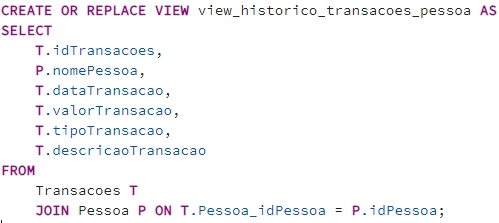 CREATE OR REPLACE VIEW view_historico_transacoes_pessoa AS
SELECT
    T.idTransacoes,
    P.nomePessoa,
    T.dataTransacao,
    T.valorTransacao,
    T.tipoTransacao,
    T.descricaoTransacao
FROM
    Transacoes T
    JOIN Pessoa P ON T.Pessoa_idPessoa = P.idPessoa;